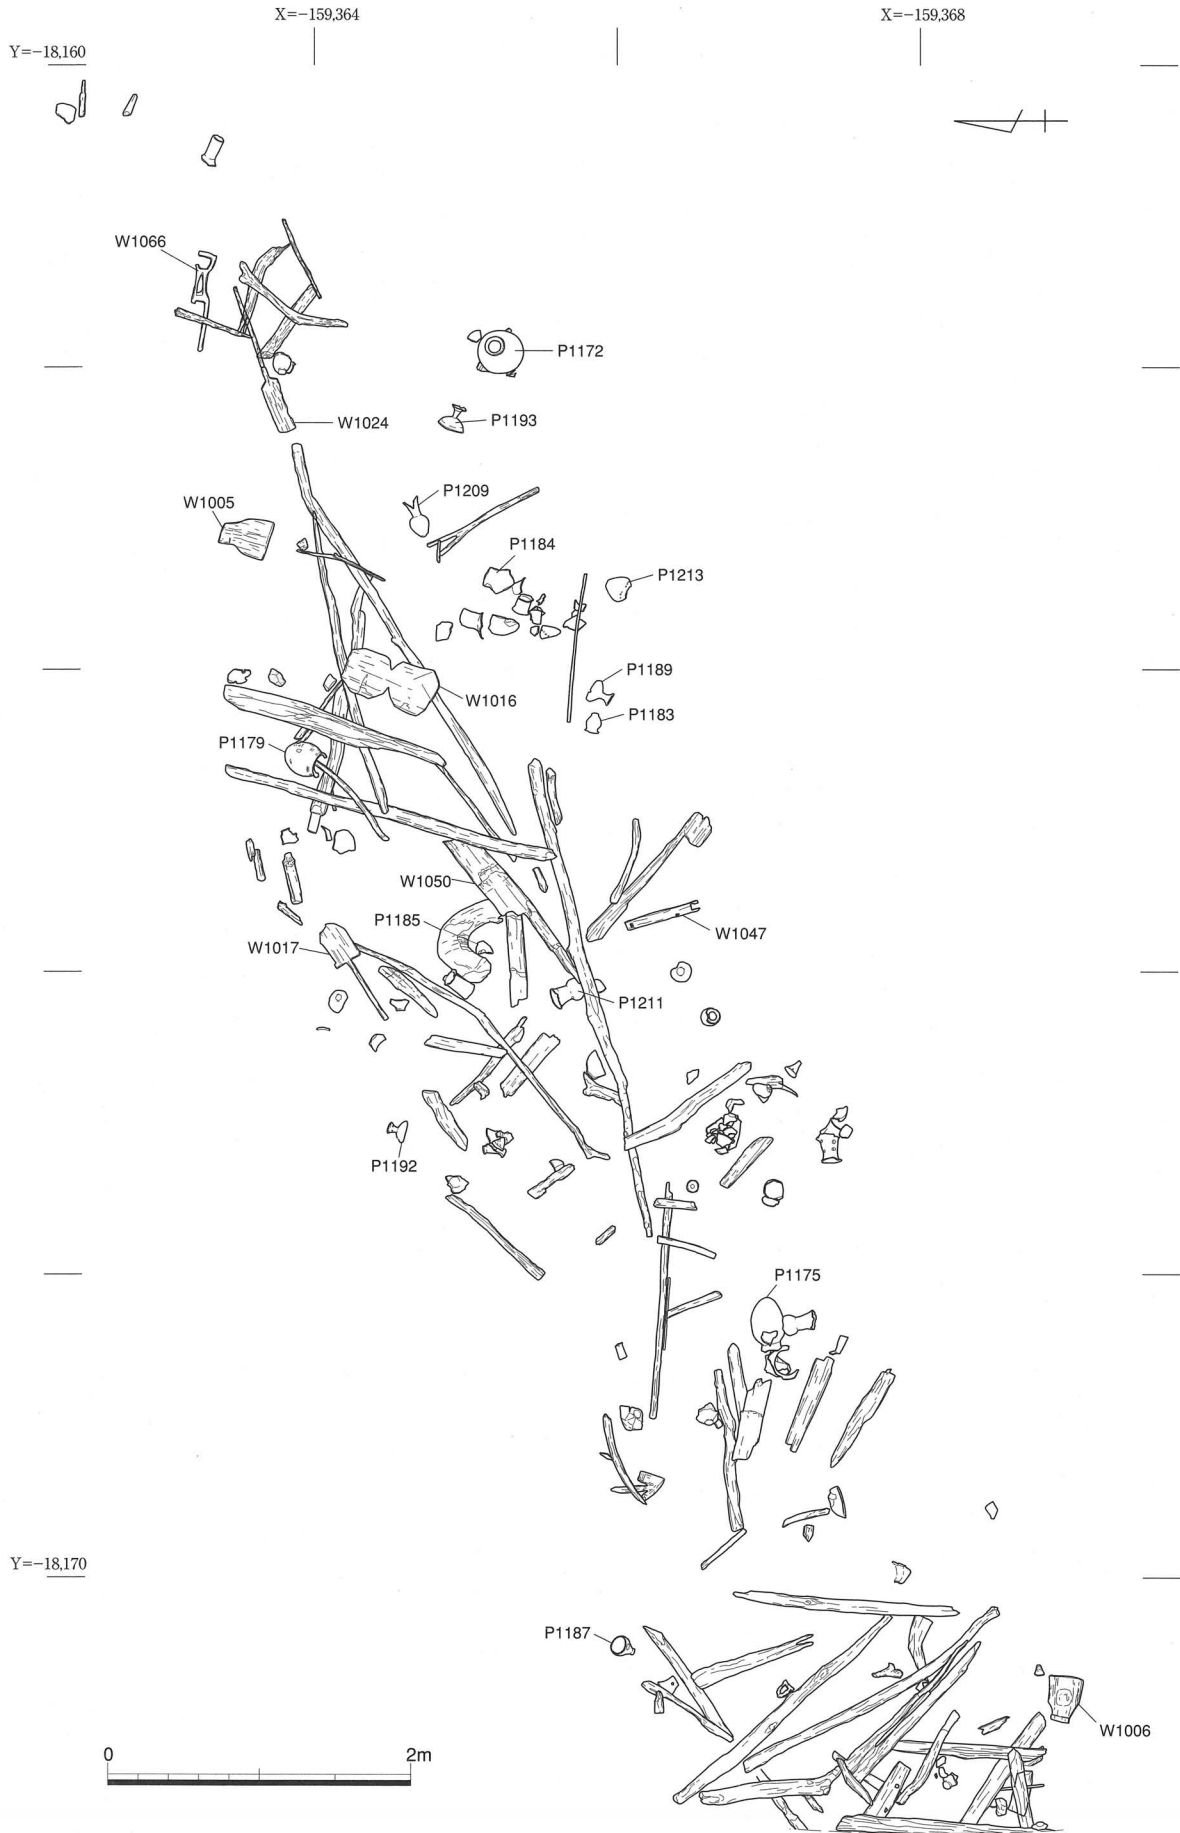 X=−159,364
X=−159,368
Y=−18,160
W1066
P1172
P1193
W1024
P1209
W1005
P1184
P1213
P1189
W1016
P1183
P1179
W1050
P1185
W1047
W1017
P1211
P1192
P1175
Y=−18,170
P1187
W1006
0
2m